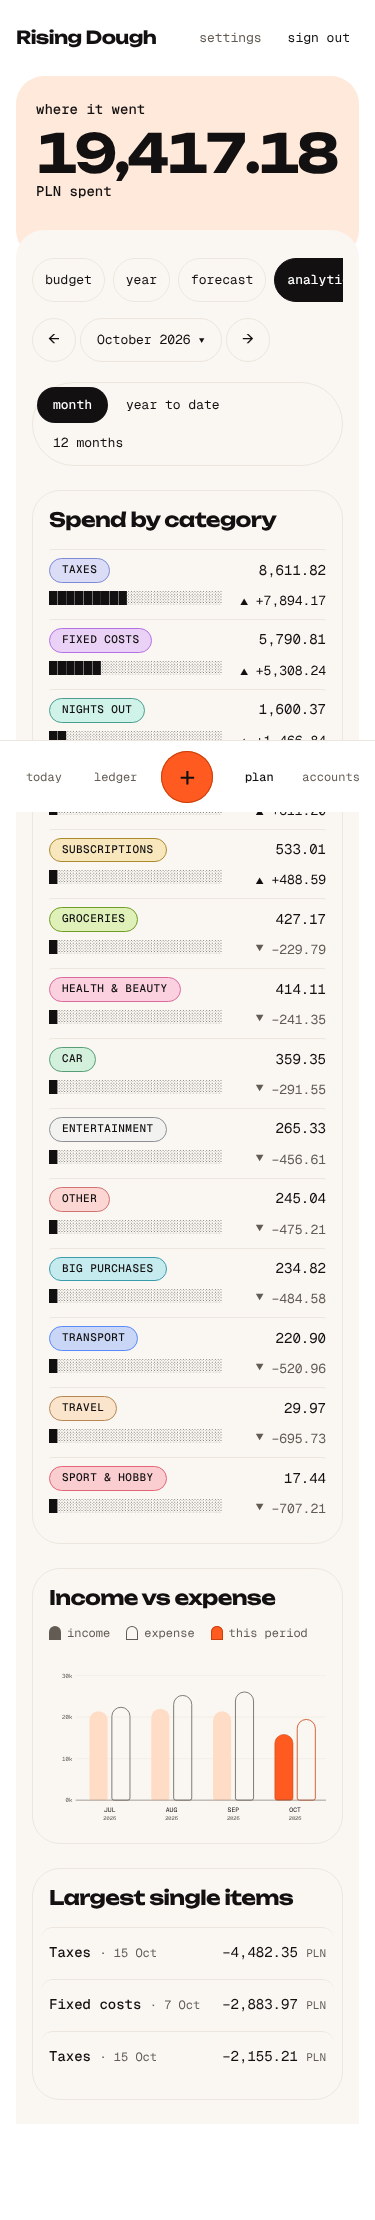 Rising Dough settings sign out
where it went
19,417.18
PLN spent
budget year forecast
← October 2026 ▾ →
month year to date
12 months
Spend by category
TAXES 8,611.82
▲ +7,894.17
FIXED COSTS 5,790.81
▲ +5,308.24
NIGHTS OUT 1,600.37
today ledger + plan accounts
SUBSCRIPTIONS 533.01
▲ +488.59
GROCERIES 427.17
▼ −229.79
HEALTH & BEAUTY 414.11
▼ −241.35
CAR 359.35
▼ −291.55
ENTERTAINMENT 265.33
▼ −456.61
OTHER 245.04
▼ −475.21
BIG PURCHASES 234.82
▼ −484.58
TRANSPORT 220.90
▼ −520.96
TRAVEL 29.97
▼ −695.73
SPORT & HOBBY 17.44
▼ −707.21
Income vs expense
income expense this period
30k
20k
10k
0k
JUL AUG SEP OCT
2026 2026 2026 2026
Largest single items
Taxes · 15 Oct −4,482.35 PLN
Fixed costs · 7 Oct −2,883.97 PLN
Taxes · 15 Oct −2,155.21 PLN